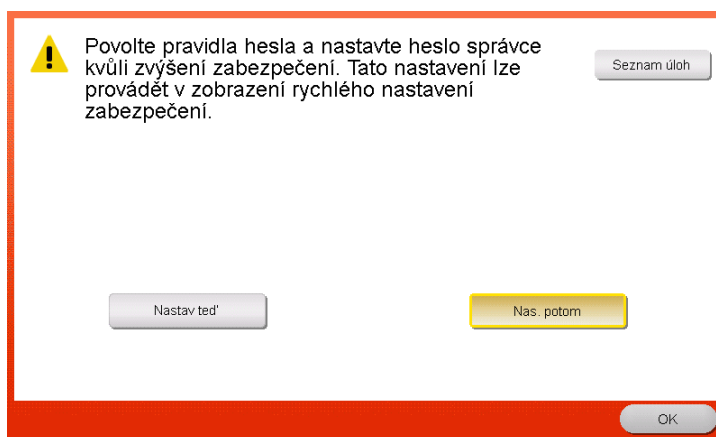 Povolte pravidla hesla a nastavte heslo správce
kvůli zvýšení zabezpečení. Tato nastavení lze
provádět v zobrazení rychlého nastavení
zabezpečení.
Seznam úloh
Nastav teď
Nas. potom
OK